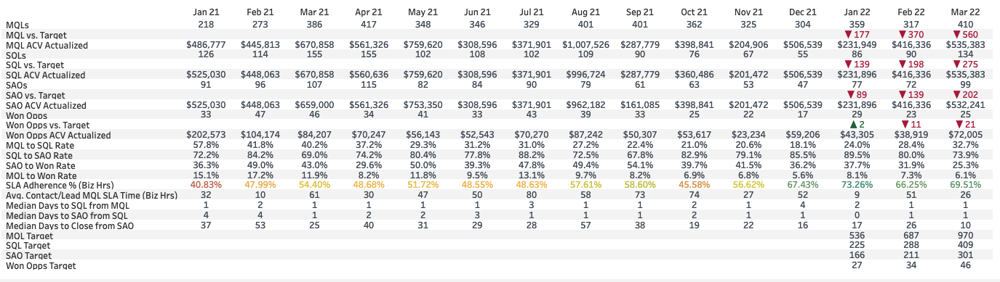 Jan 21 Feb 21 Mar 21 Apr 21 May 21 Jun 21 Jul 21 Aug 21 Sep 21 Oct 21 Nov 21 Dec 21 Jan 22 Feb 22 Mar 22
MQLs 218 273 386 417 348 346 329 401 401 362 325 304 359 317 410
MQL vs. Target ▼177 ▼370 ▼560
MQL ACV Actualized $486,777 $445,813 $670,858 $561,326 $759,620 $308,596 $371,901 $1,007,526 $287,779 $398,841 $204,906 $506,539 $231,949 $416,336 $535,383
SQLs 126 114 155 155 102 108 102 109 90 76 67 55 86 90 134
SQL vs. Target ▼139 ▼198 ▼275
SQL ACV Actualized $525,030 $448,063 $670,858 $560,636 $759,620 $308,596 $371,901 $996,724 $287,779 $360,486 $201,472 $506,539 $231,896 $416,336 $535,383
SAOs 91 96 107 115 82 84 90 79 61 63 53 47 77 72 99
SAO vs. Target ▼89 ▼139 ▼202
SAO ACV Actualized $525,030 $448,063 $659,000 $561,326 $753,350 $308,596 $371,901 $962,182 $161,085 $398,841 $201,472 $506,539 $231,896 $416,336 $532,241
Won Opps 33 47 46 34 41 33 43 39 33 25 22 17 29 23 25
Won Opps vs. Target ▲2 ▼11 ▼21
Won Opps ACV Actualized $202,573 $104,174 $84,207 $70,247 $56,143 $52,543 $70,270 $87,242 $50,307 $53,617 $23,234 $59,206 $43,305 $38,919 $72,005
MQL to SQL Rate 57.8% 41.8% 40.2% 37.2% 29.3% 31.2% 31.0% 27.2% 22.4% 21.0% 20.6% 18.1% 24.0% 28.4% 32.7%
SQL to SAO Rate 72.2% 84.2% 69.0% 74.2% 80.4% 77.8% 88.2% 72.5% 67.8% 82.9% 79.1% 85.5% 89.5% 80.0% 73.9%
SAO to Won Rate 36.3% 49.0% 43.0% 29.6% 50.0% 39.3% 47.8% 49.4% 54.1% 39.7% 41.5% 36.2% 37.7% 31.9% 25.3%
MQL to Won Rate 15.1% 17.2% 11.9% 8.2% 11.8% 9.5% 13.1% 9.7% 8.2% 6.9% 6.8% 5.6% 8.1% 7.3% 6.1%
SLA Adherence % (Biz Hrs) 40.83% 47.99% 54.40% 48.68% 51.72% 48.55% 48.63% 57.61% 58.60% 45.58% 56.62% 67.43% 73.26% 66.25% 69.51%
Avg. Contact/Lead MQL SLA Time (Biz Hrs) 32 10 61 30 47 50 80 58 73 74 27 52 9 51 26
Median Days to SQL from MQL 1 2 1 1 1 1 3 1 1 2 1 4 2 1 1
Median Days to SAO from SQL 4 4 1 2 2 3 1 1 1 2 1 1 0 1 1
Median Days to Close from SAO 37 53 25 40 31 29 28 57 38 19 22 16 17 26 10
MQL Target 536 687 970
SQL Target 225 288 409
SAO Target 166 211 301
Won Opps Target 27 34 46